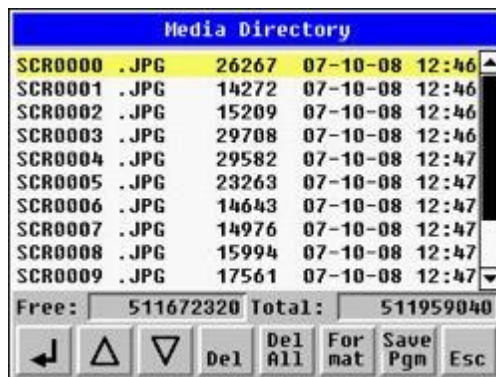 Media Directory
SCR0000 .JPG 26267 07-10-08 12:46
SCR0001 .JPG 14272 07-10-08 12:46
SCR0002 .JPG 15209 07-10-08 12:46
SCR0003 .JPG 29708 07-10-08 12:46
SCR0004 .JPG 29582 07-10-08 12:47
SCR0005 .JPG 23263 07-10-08 12:47
SCR0006 .JPG 14643 07-10-08 12:47
SCR0007 .JPG 14976 07-10-08 12:47
SCR0008 .JPG 15994 07-10-08 12:47
SCR0009 .JPG 17561 07-10-08 12:47
Free: 511672320 Total: 511959040
Del Del All For mat Save Pgm Esc